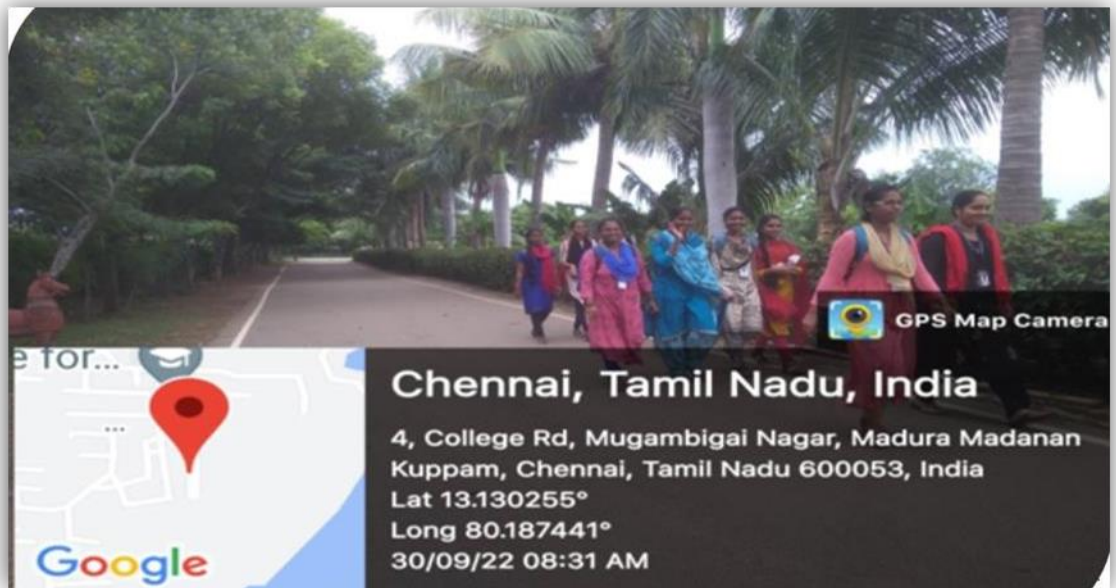 GPS Map Camera
e for...
...
Google
Chennai, Tamil Nadu, India
4, College Rd, Mugambigai Nagar, Madura Madanan
Kuppam, Chennai, Tamil Nadu 600053, India
Lat 13.130255°
Long 80.187441°
30/09/22 08:31 AM